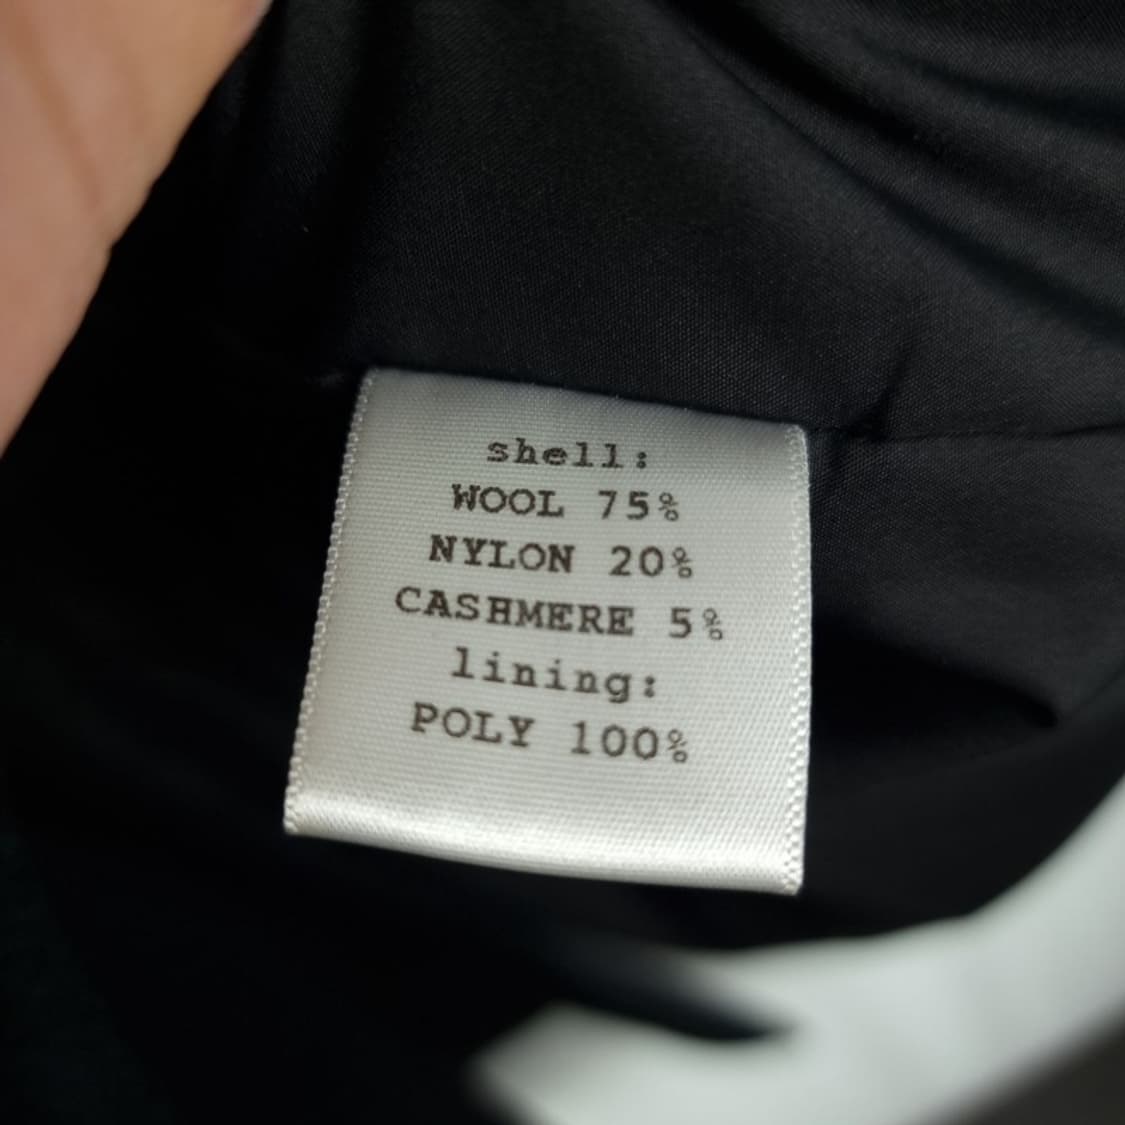 shell:
WOOL 75%
NYLON 20%
CASHMERE 5%
lining:
POLY 100%